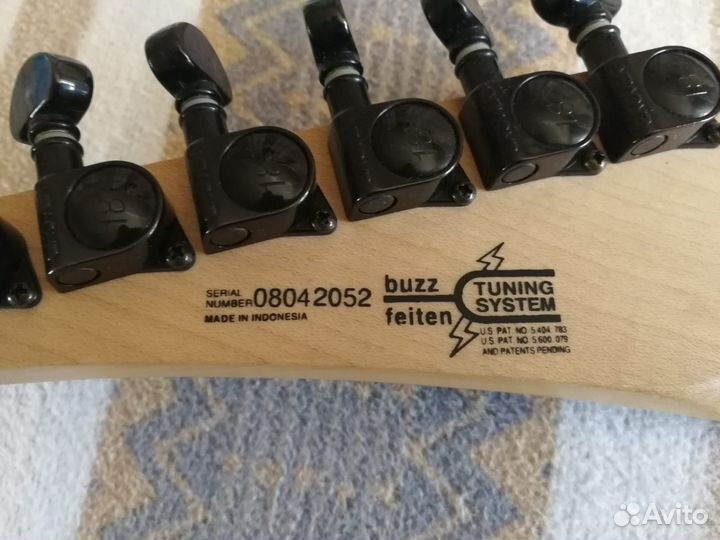 SERIAL
NUMBER 08042052
MADE IN INDONESIA
buzz
feiten
TUNING
SYSTEM
U.S PAT NO 5.404 783
U.S PAT NO 5.600 079
AND PATENTS PENDING
Avito